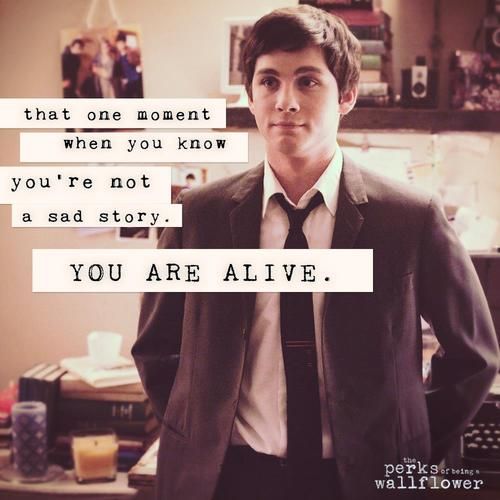 that one moment
when you know
you're not
a sad story.
YOU ARE ALIVE.
the
perks of being a
wallflower